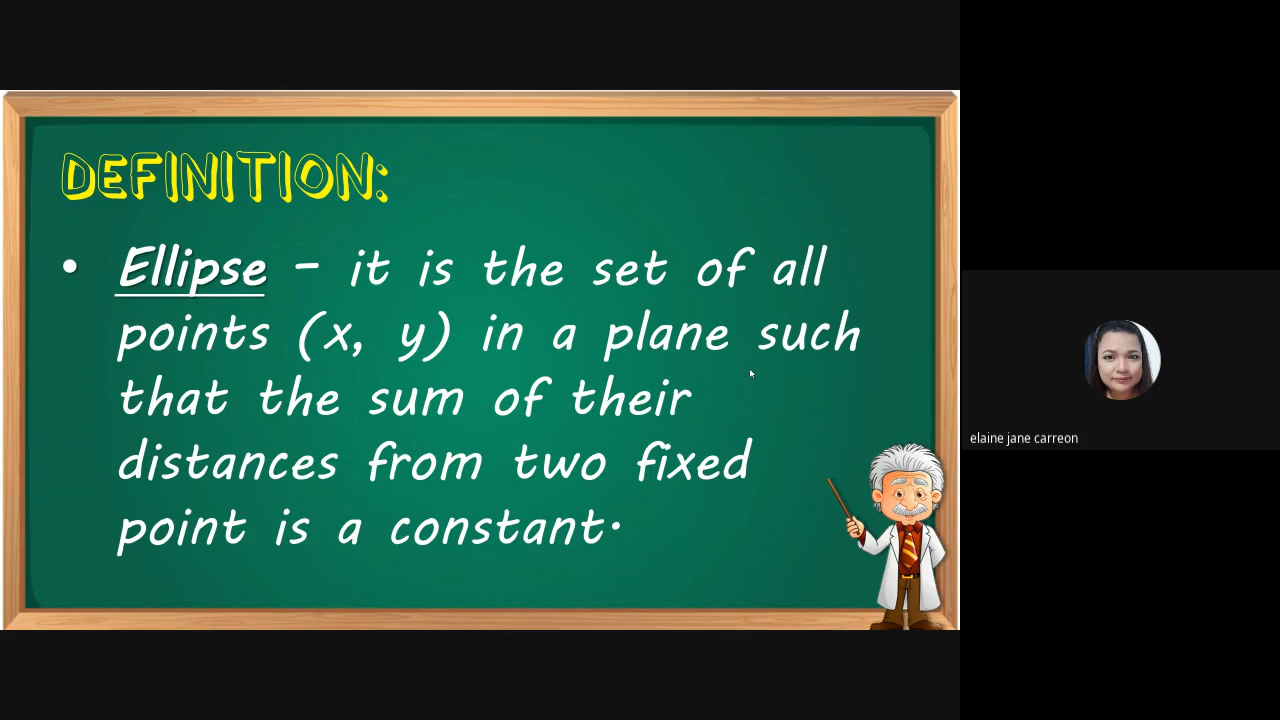 DEFINITION:
• Ellipse – it is the set of all
points (x, y) in a plane such
that the sum of their
distances from two fixed
point is a constant.
elaine jane carreon